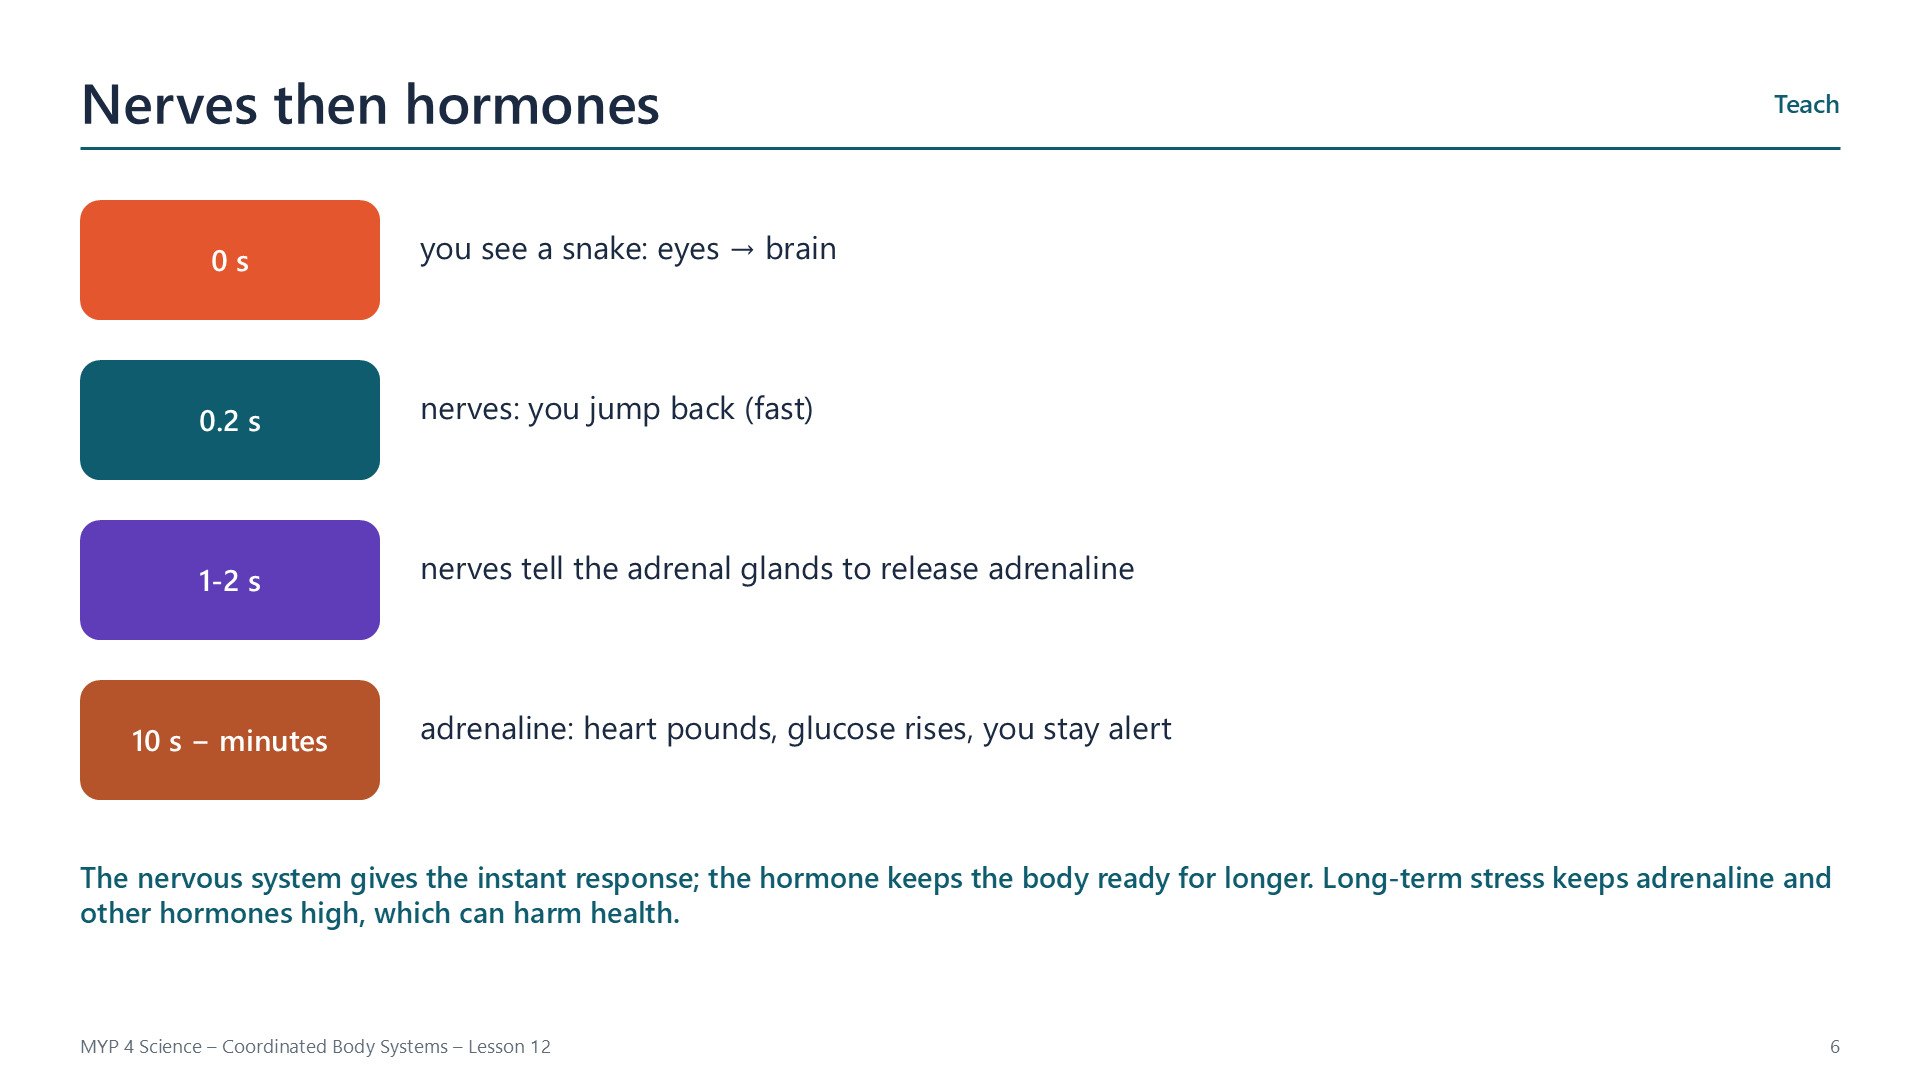 Nerves then hormones
Teach
0 s
you see a snake: eyes → brain
0.2 s
nerves: you jump back (fast)
1-2 s
nerves tell the adrenal glands to release adrenaline
10 s – minutes
adrenaline: heart pounds, glucose rises, you stay alert
The nervous system gives the instant response; the hormone keeps the body ready for longer. Long-term stress keeps adrenaline and
other hormones high, which can harm health.
MYP 4 Science – Coordinated Body Systems – Lesson 12
6